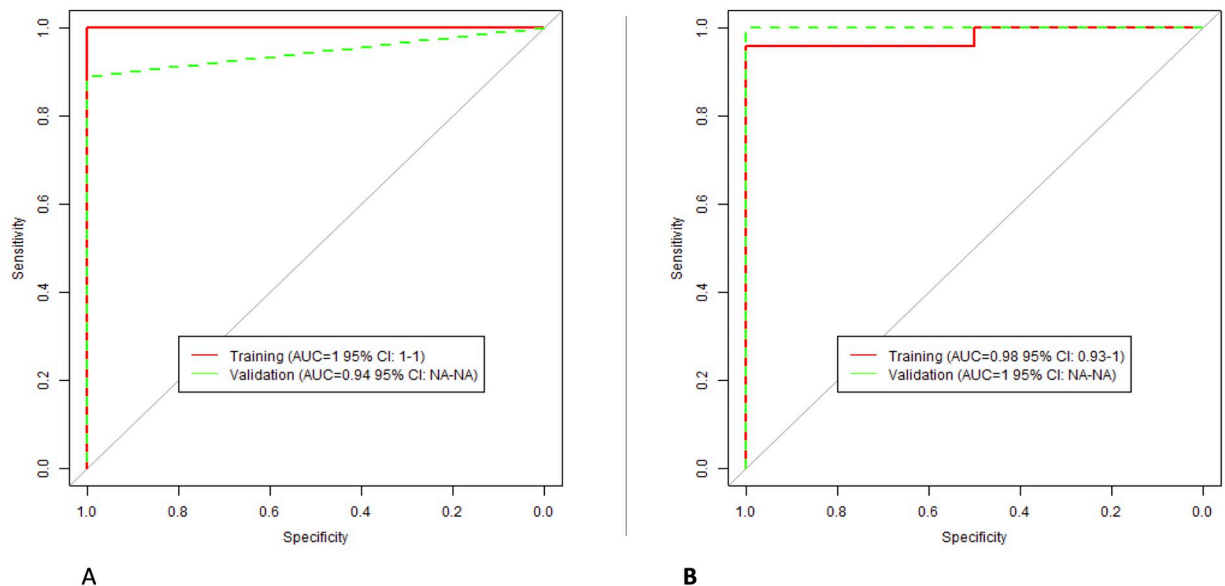 1.0
0.8
0.6
0.4
0.2
0.0
Sensitivity
Training (AUC=1 95% CI: 1-1)
Validation (AUC=0.94 95% CI: NA-NA)
1.0 0.8 0.6 0.4 0.2 0.0
Specificity
A
1.0
0.8
0.6
0.4
0.2
0.0
Sensitivity
Training (AUC=0.98 95% CI: 0.93-1)
Validation (AUC=1 95% CI: NA-NA)
1.0 0.8 0.6 0.4 0.2 0.0
Specificity
B